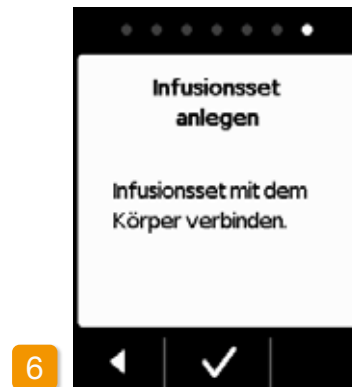 Infusionsset
anlegen
Infusionsset mit dem
Körper verbinden.
6